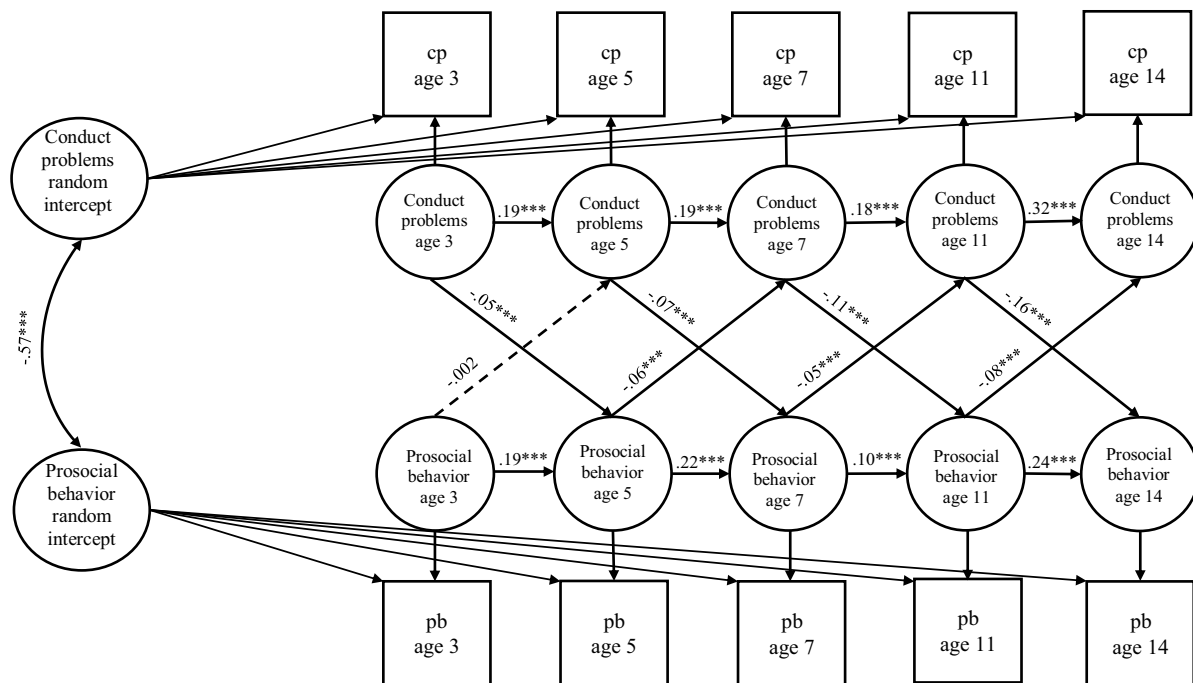 cp
age 3
cp
age 5
cp
age 7
cp
age 11
cp
age 14
Conduct
problems
random
intercept
Conduct
problems
age 3
.19***
Conduct
problems
age 5
.19***
Conduct
problems
age 7
.18***
Conduct
problems
age 11
.32***
Conduct
problems
age 14
-.57***
-.05***
-.002
-.07***
-.06***
-.11***
-.05***
-.16***
-.08***
Prosocial
behavior
random
intercept
Prosocial
behavior
age 3
.19***
Prosocial
behavior
age 5
.22***
Prosocial
behavior
age 7
.10***
Prosocial
behavior
age 11
.24***
Prosocial
behavior
age 14
pb
age 3
pb
age 5
pb
age 7
pb
age 11
pb
age 14